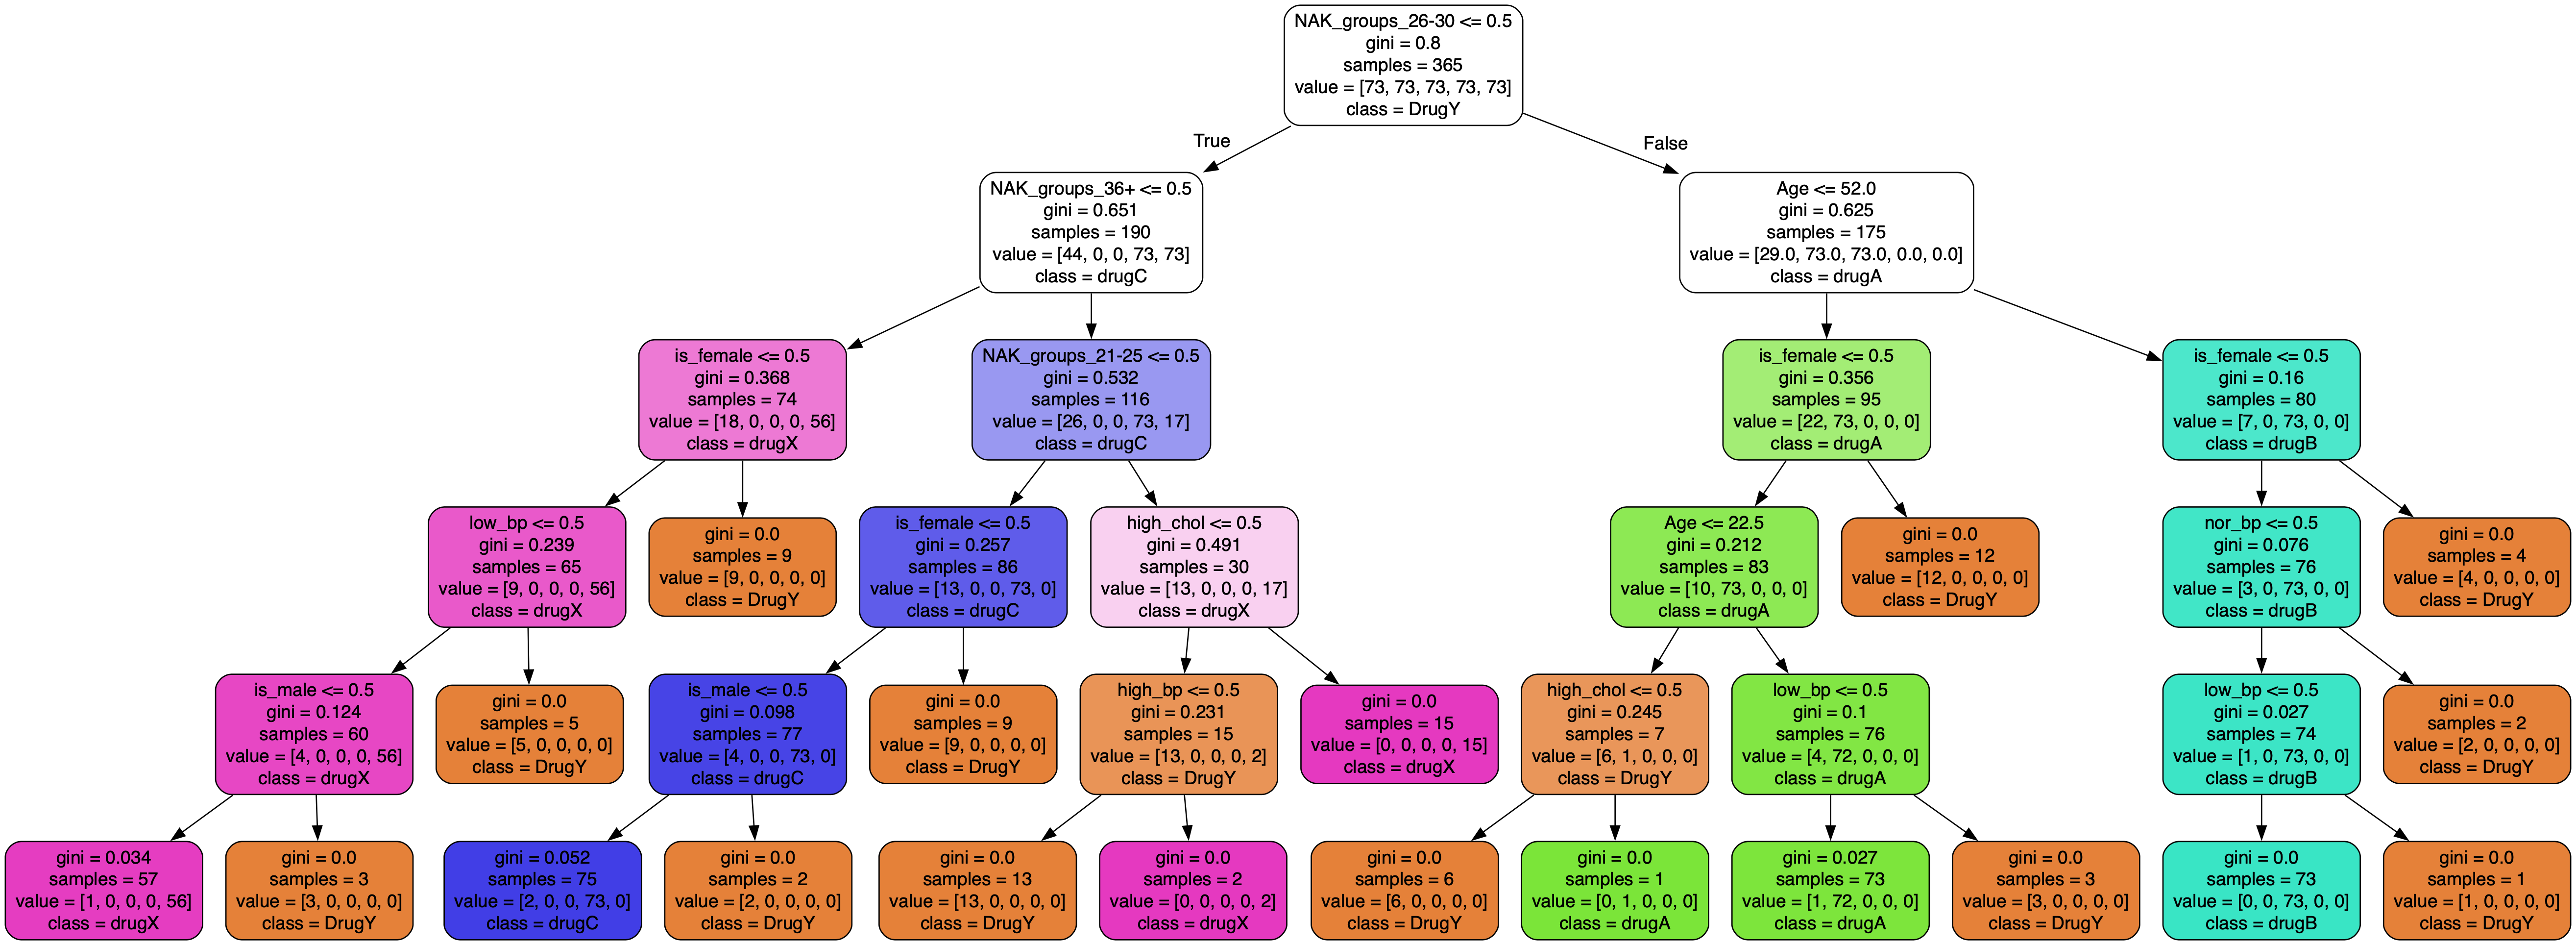 NAK_groups_26-30 <= 0.5
gini = 0.8
samples = 365
value = [73, 73, 73, 73, 73]
class = DrugY
True
False
NAK_groups_36+ <= 0.5
gini = 0.651
samples = 190
value = [44, 0, 0, 73, 73]
class = drugC
Age <= 52.0
gini = 0.625
samples = 175
value = [29.0, 73.0, 73.0, 0.0, 0.0]
class = drugA
is_female <= 0.5
gini = 0.368
samples = 74
value = [18, 0, 0, 0, 56]
class = drugX
NAK_groups_21-25 <= 0.5
gini = 0.532
samples = 116
value = [26, 0, 0, 73, 17]
class = drugC
is_female <= 0.5
gini = 0.356
samples = 95
value = [22, 73, 0, 0, 0]
class = drugA
is_female <= 0.5
gini = 0.16
samples = 80
value = [7, 0, 73, 0, 0]
class = drugB
low_bp <= 0.5
gini = 0.239
samples = 65
value = [9, 0, 0, 0, 56]
class = drugX
gini = 0.0
samples = 9
value = [9, 0, 0, 0, 0]
class = DrugY
is_female <= 0.5
gini = 0.257
samples = 86
value = [13, 0, 0, 73, 0]
class = drugC
high_chol <= 0.5
gini = 0.491
samples = 30
value = [13, 0, 0, 0, 17]
class = drugX
Age <= 22.5
gini = 0.212
samples = 83
value = [10, 73, 0, 0, 0]
class = drugA
gini = 0.0
samples = 12
value = [12, 0, 0, 0, 0]
class = DrugY
nor_bp <= 0.5
gini = 0.076
samples = 76
value = [3, 0, 73, 0, 0]
class = drugB
gini = 0.0
samples = 4
value = [4, 0, 0, 0, 0]
class = DrugY
is_male <= 0.5
gini = 0.124
samples = 60
value = [4, 0, 0, 0, 56]
class = drugX
gini = 0.0
samples = 5
value = [5, 0, 0, 0, 0]
class = DrugY
is_male <= 0.5
gini = 0.098
samples = 77
value = [4, 0, 0, 73, 0]
class = drugC
gini = 0.0
samples = 9
value = [9, 0, 0, 0, 0]
class = DrugY
high_bp <= 0.5
gini = 0.231
samples = 15
value = [13, 0, 0, 0, 2]
class = DrugY
gini = 0.0
samples = 15
value = [0, 0, 0, 0, 15]
class = drugX
high_chol <= 0.5
gini = 0.245
samples = 7
value = [6, 1, 0, 0, 0]
class = DrugY
low_bp <= 0.5
gini = 0.1
samples = 76
value = [4, 72, 0, 0, 0]
class = drugA
low_bp <= 0.5
gini = 0.027
samples = 74
value = [1, 0, 73, 0, 0]
class = drugB
gini = 0.0
samples = 2
value = [2, 0, 0, 0, 0]
class = DrugY
gini = 0.034
samples = 57
value = [1, 0, 0, 0, 56]
class = drugX
gini = 0.0
samples = 3
value = [3, 0, 0, 0, 0]
class = DrugY
gini = 0.052
samples = 75
value = [2, 0, 0, 73, 0]
class = drugC
gini = 0.0
samples = 2
value = [2, 0, 0, 0, 0]
class = DrugY
gini = 0.0
samples = 13
value = [13, 0, 0, 0, 0]
class = DrugY
gini = 0.0
samples = 2
value = [0, 0, 0, 0, 2]
class = drugX
gini = 0.0
samples = 6
value = [6, 0, 0, 0, 0]
class = DrugY
gini = 0.0
samples = 1
value = [0, 1, 0, 0, 0]
class = drugA
gini = 0.027
samples = 73
value = [1, 72, 0, 0, 0]
class = drugA
gini = 0.0
samples = 3
value = [3, 0, 0, 0, 0]
class = DrugY
gini = 0.0
samples = 73
value = [0, 0, 73, 0, 0]
class = drugB
gini = 0.0
samples = 1
value = [1, 0, 0, 0, 0]
class = DrugY